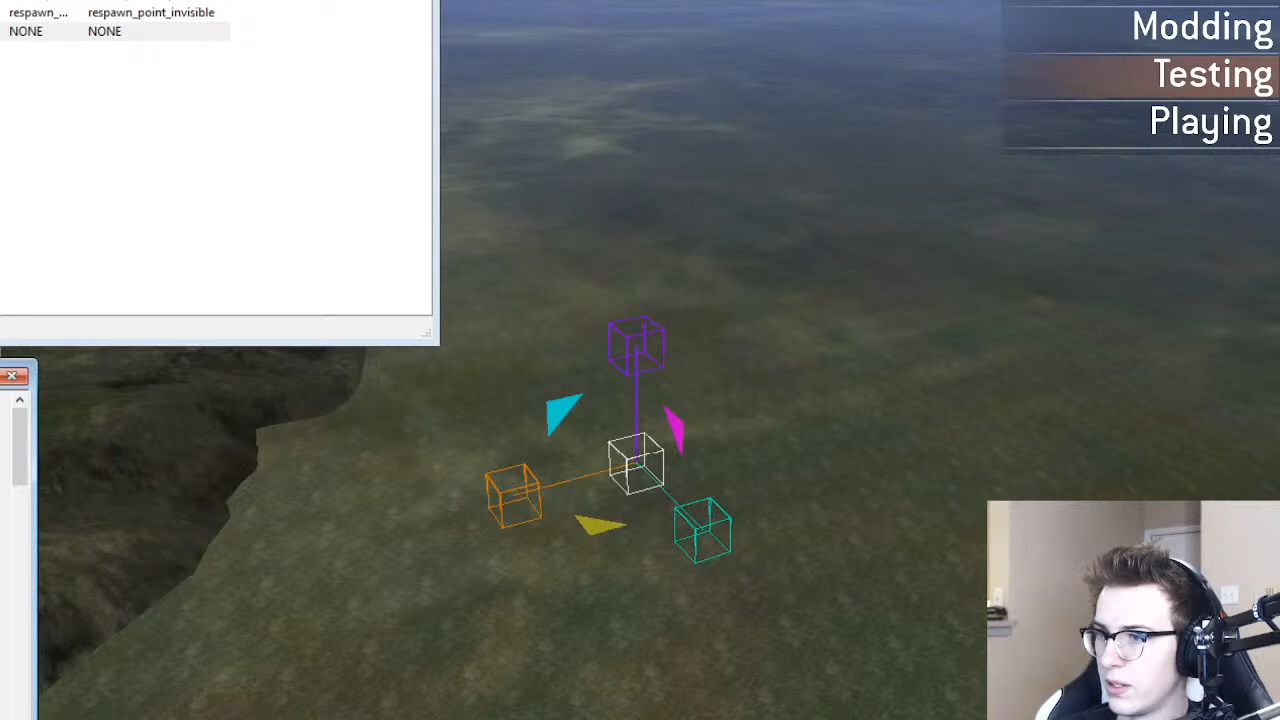 respawn_... respawn_point_invisible
NONE NONE
Modding
Testing
Playing